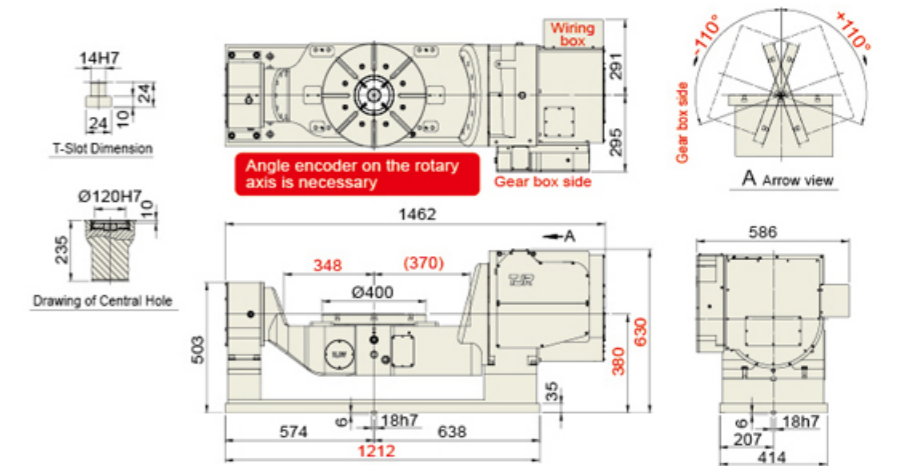 14H7
24
10
24
T-Slot Dimension
Ø120H7
10
235
Drawing of Central Hole
Wiring
box
291
295
Angle encoder on the rotary
axis is necessary
Gear box side
-110°
+110°
Gear box side
A Arrow view
1462
A
348
(370)
Ø400
TJR
503
380
630
35
6
18h7
574
638
1212
586
6
18h7
207
414